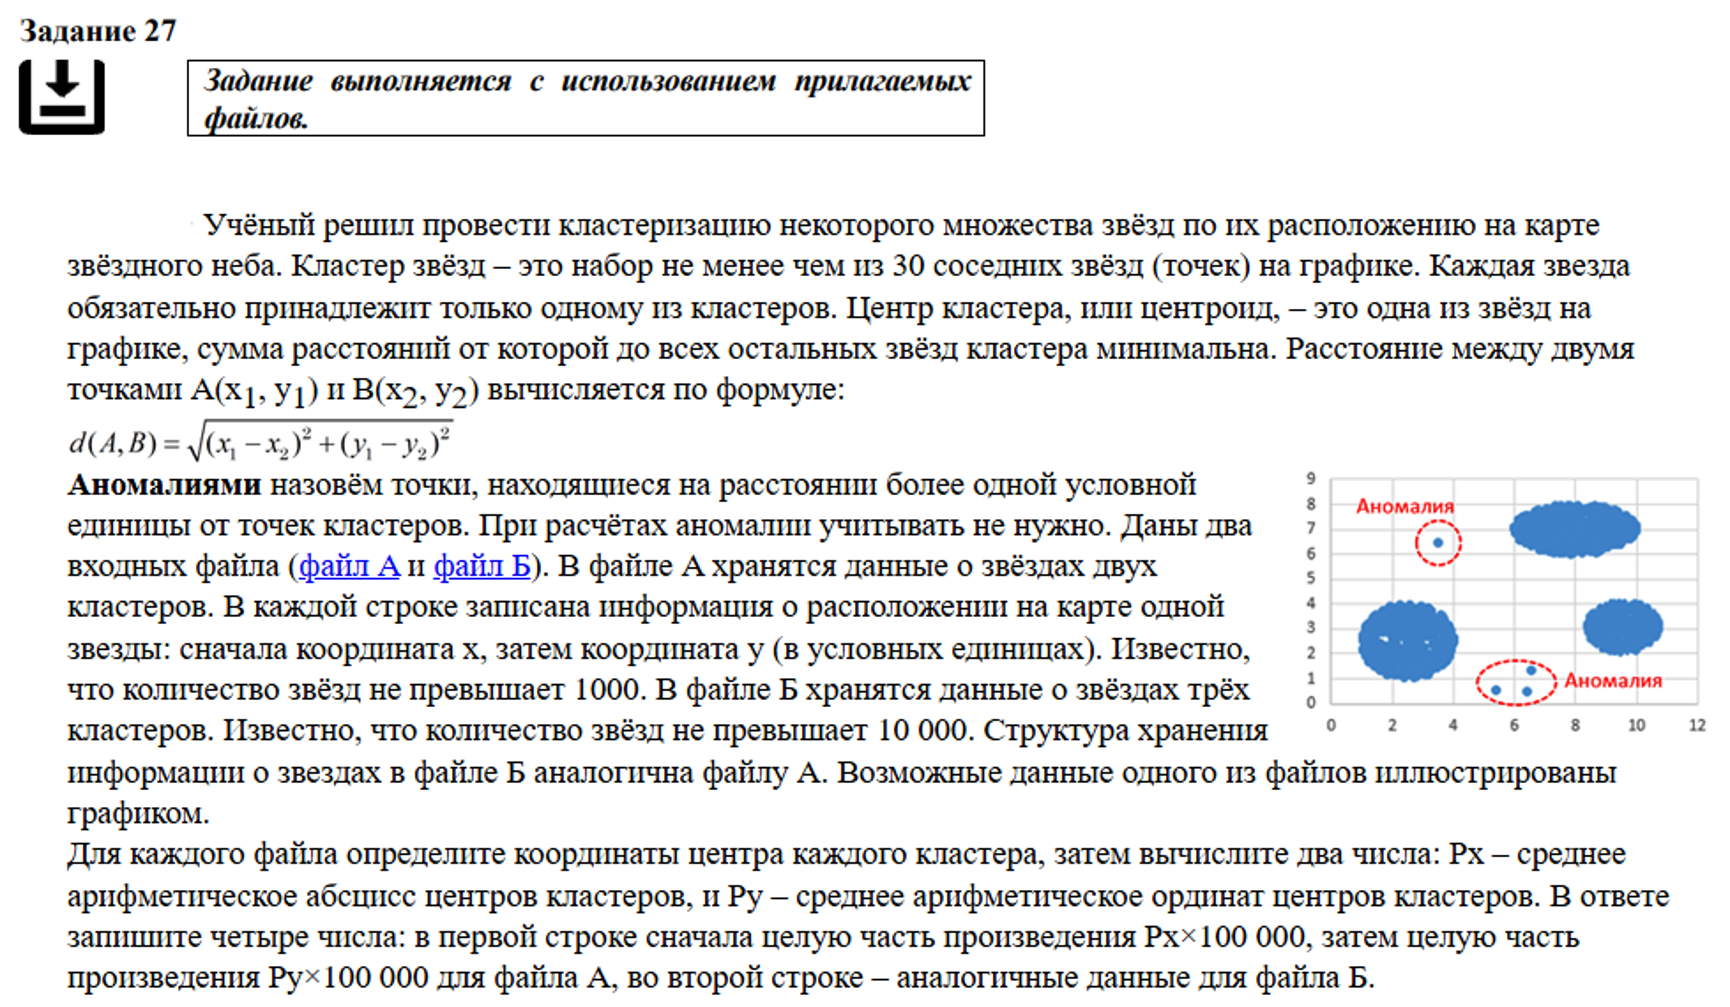 Задание 27
Задание выполняется с использованием прилагаемых
файлов.
Учёный решил провести кластеризацию некоторого множества звёзд по их расположению на карте
звёздного неба. Кластер звёзд – это набор не менее чем из 30 соседних звёзд (точек) на графике. Каждая звезда
обязательно принадлежит только одному из кластеров. Центр кластера, или центроид, – это одна из звёзд на
графике, сумма расстояний от которой до всех остальных звёзд кластера минимальна. Расстояние между двумя
точками A(x1, y1) и B(x2, y2) вычисляется по формуле:
d(A, B) = √(x1 − x2)² + (y1 − y2)²
Аномалиями назовём точки, находящиеся на расстоянии более одной условной
единицы от точек кластеров. При расчётах аномалии учитывать не нужно. Даны два
входных файла (файл А и файл Б). В файле А хранятся данные о звёздах двух
кластеров. В каждой строке записана информация о расположении на карте одной
звезды: сначала координата x, затем координата y (в условных единицах). Известно,
что количество звёзд не превышает 1000. В файле Б хранятся данные о звёздах трёх
кластеров. Известно, что количество звёзд не превышает 10 000. Структура хранения
информации о звездах в файле Б аналогична файлу А. Возможные данные одного из файлов иллюстрированы
графиком.
9
8
7
6
5
4
3
2
1
0
0 2 4 6 8 10 12
Аномалия
Аномалия
Для каждого файла определите координаты центра каждого кластера, затем вычислите два числа: Px – среднее
арифметическое абсцисс центров кластеров, и Py – среднее арифметическое ординат центров кластеров. В ответе
запишите четыре числа: в первой строке сначала целую часть произведения Px×100 000, затем целую часть
произведения Py×100 000 для файла А, во второй строке – аналогичные данные для файла Б.